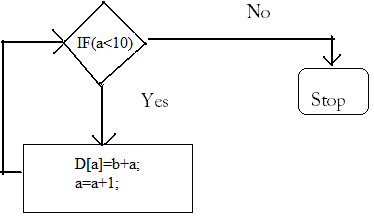 No
IF(a<10)
Yes
Stop
D[a]=b+a;
a=a+1;